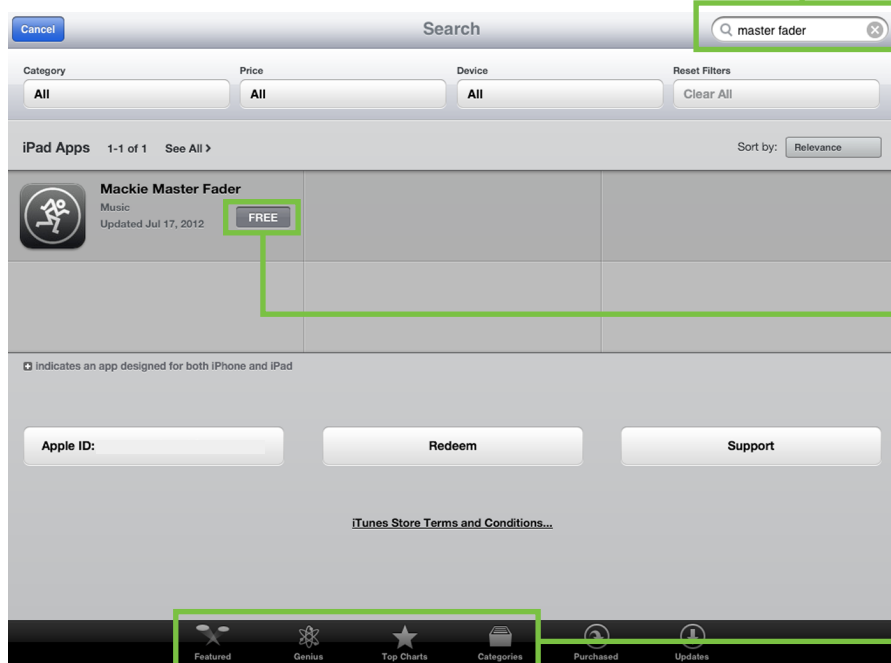 Cancel
Search
master fader
Category
Price
Device
Reset Filters
All
All
All
Clear All
iPad Apps 1-1 of 1 See All >
Sort by: Relevance
Mackie Master Fader
Music
Updated Jul 17, 2012
FREE
+ indicates an app designed for both iPhone and iPad
Apple ID:
Redeem
Support
iTunes Store Terms and Conditions...
Featured
Genius
Top Charts
Categories
Purchased
Updates